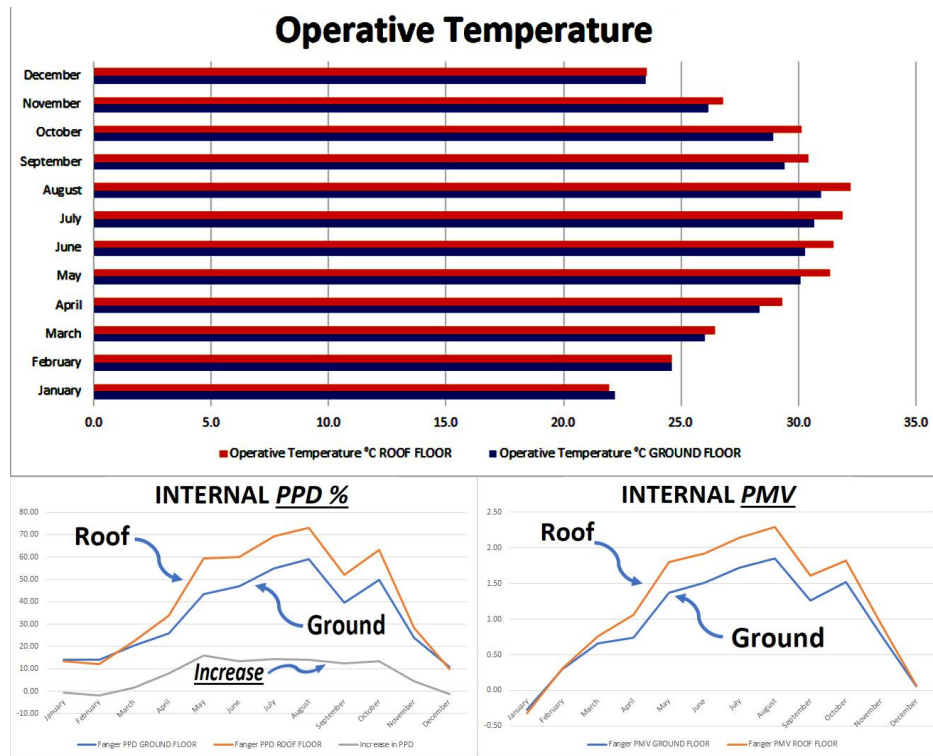 Operative Temperature
December
November
October
September
August
July
June
May
April
March
February
January
0.0 5.0 10.0 15.0 20.0 25.0 30.0 35.0
Operative Temperature °C ROOF FLOOR Operative Temperature °C GROUND FLOOR
INTERNAL PPD %
80.00
70.00
60.00
50.00
40.00
30.00
20.00
10.00
0.00
-10.00
Roof
Ground
Increase
January February March April May June July August September October November December
Fanger PPD GROUND FLOOR Fanger PPD ROOF FLOOR Increase in PPD
INTERNAL PMV
2.50
2.00
1.50
1.00
0.50
0.00
-0.50
Roof
Ground
January February March April May June July August September October November December
Fanger PMV GROUND FLOOR Fanger PMV ROOF FLOOR